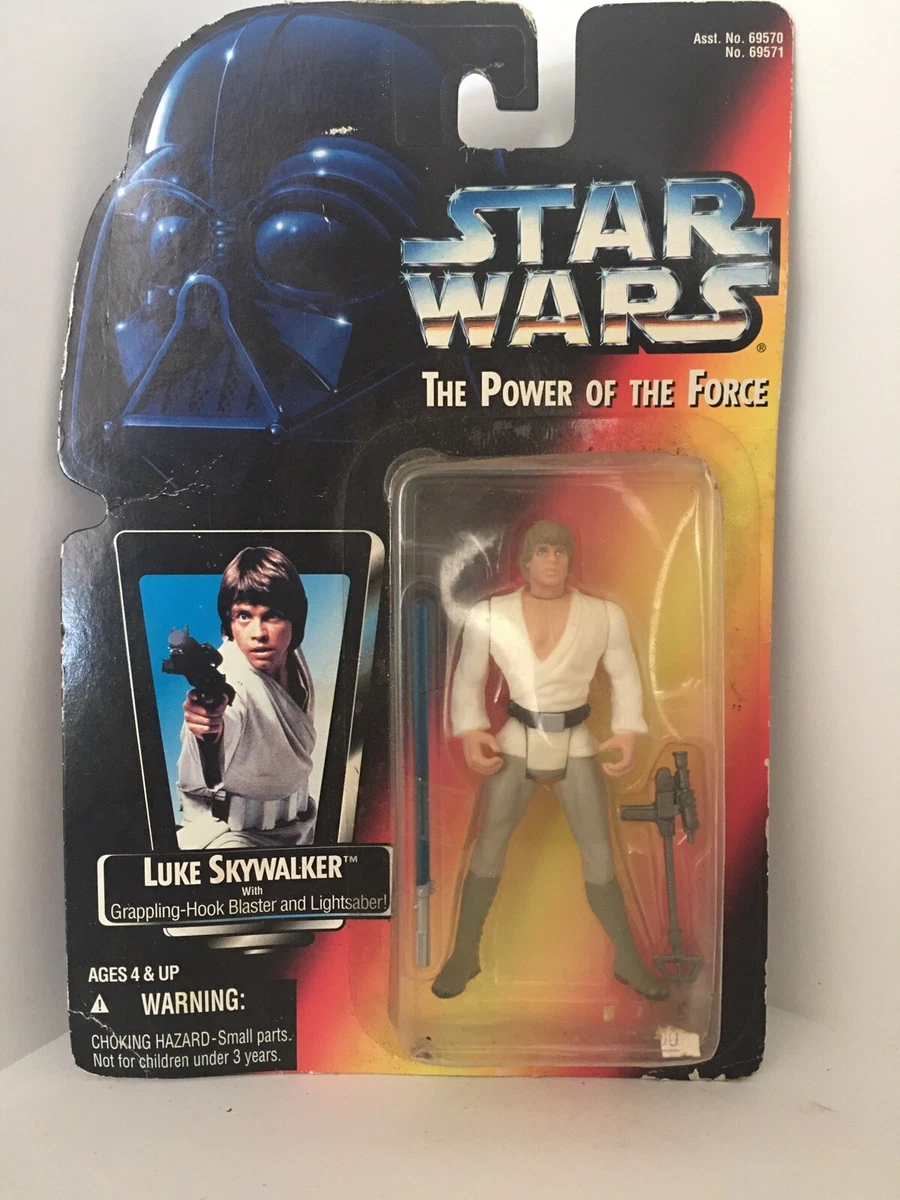 Asst. No. 69570
No. 69571
STAR
WARS®
THE POWER OF THE FORCE
LUKE SKYWALKER™
With
Grappling-Hook Blaster and Lightsaber!
AGES 4 & UP
WARNING:
CHOKING HAZARD-Small parts.
Not for children under 3 years.